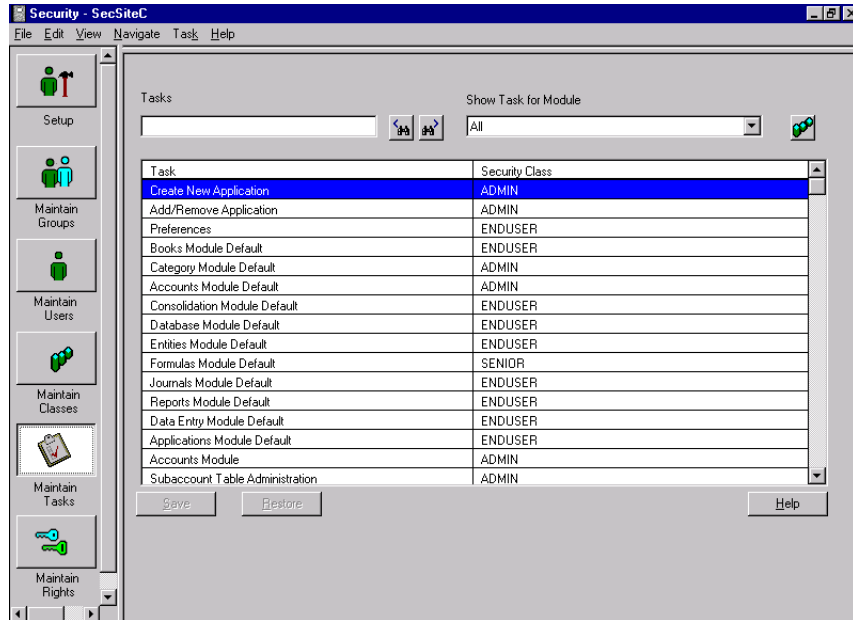 Security - SecSiteC
File Edit View Navigate Task Help
Setup
Maintain
Groups
Maintain
Users
Maintain
Classes
Maintain
Tasks
Maintain
Rights
Tasks
Show Task for Module
All
Task Security Class
Create New Application ADMIN
Add/Remove Application ADMIN
Preferences ENDUSER
Books Module Default ENDUSER
Category Module Default ADMIN
Accounts Module Default ADMIN
Consolidation Module Default ENDUSER
Database Module Default ENDUSER
Entities Module Default ENDUSER
Formulas Module Default SENIOR
Journals Module Default ENDUSER
Reports Module Default ENDUSER
Data Entry Module Default ENDUSER
Applications Module Default ENDUSER
Accounts Module ADMIN
Subaccount Table Administration ADMIN
Save Restore Help